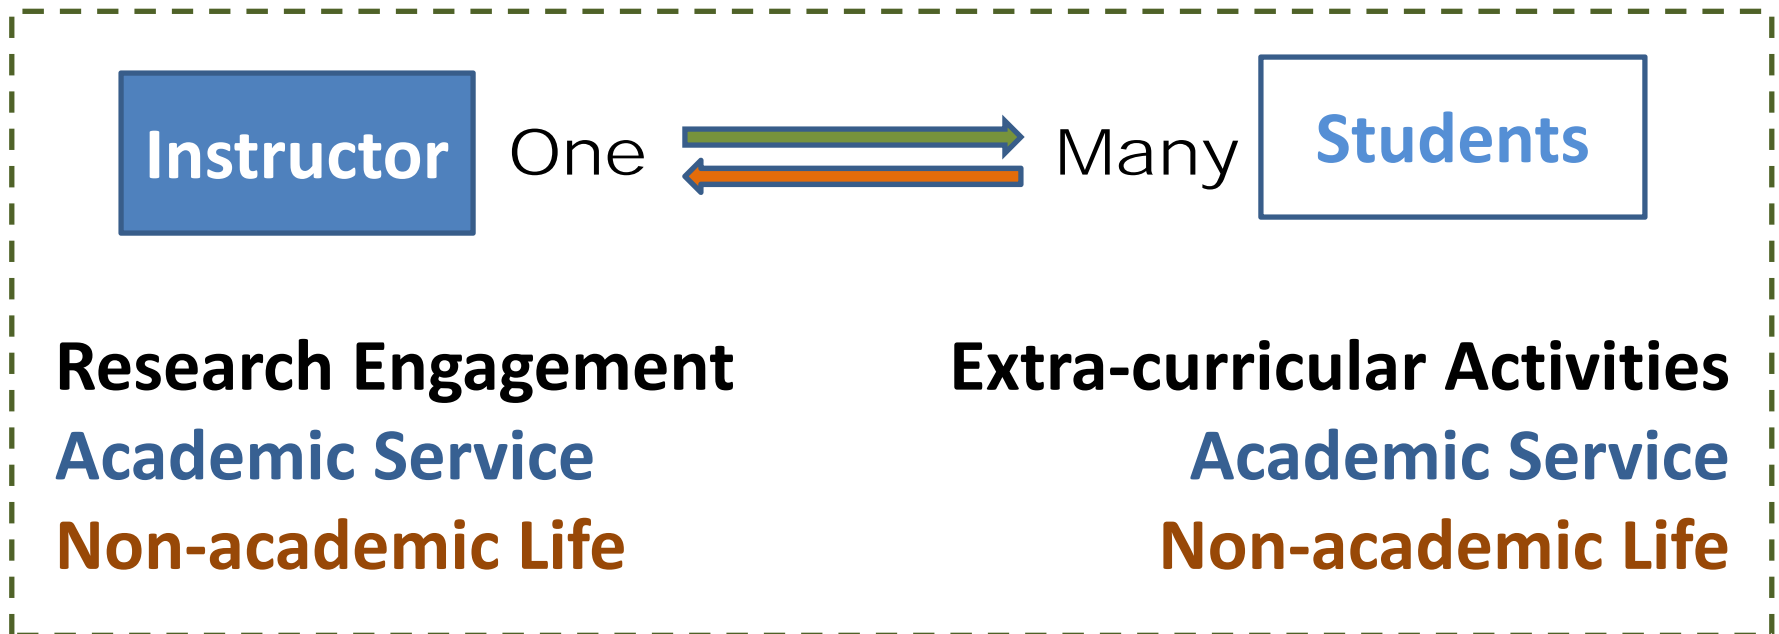 Instructor One Many Students
Research Engagement
Extra-curricular Activities
Academic Service
Academic Service
Non-academic Life
Non-academic Life